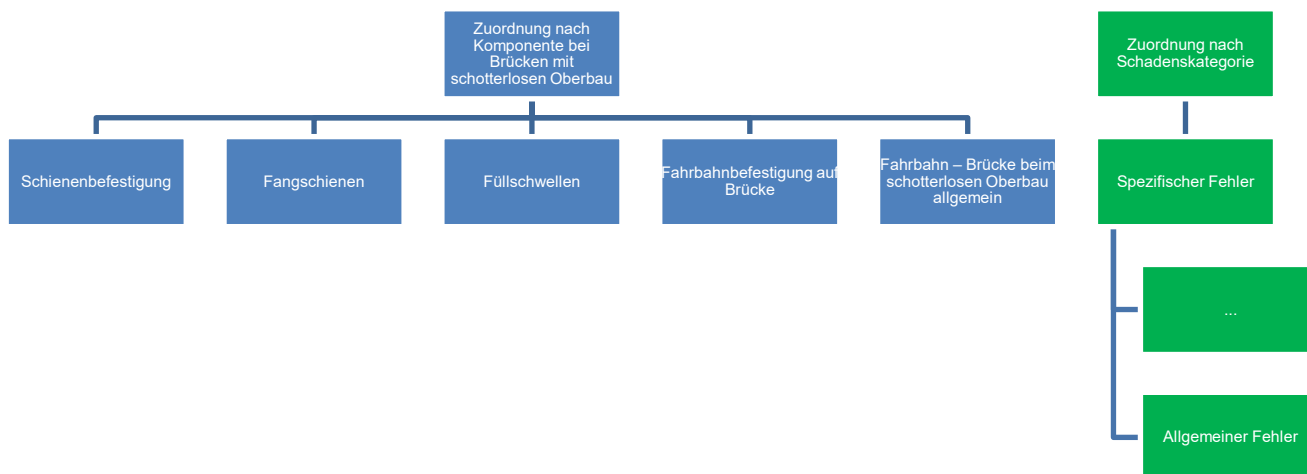 Zuordnung nach
Komponente bei
Brücken mit
schotterlosen Oberbau
Zuordnung nach
Schadenskategorie
Schienenbefestigung
Fangschienen
Füllschwellen
Fahrbahnbefestigung auf
Brücke
Fahrbahn – Brücke beim
schotterlosen Oberbau
allgemein
Spezifischer Fehler
...
Allgemeiner Fehler